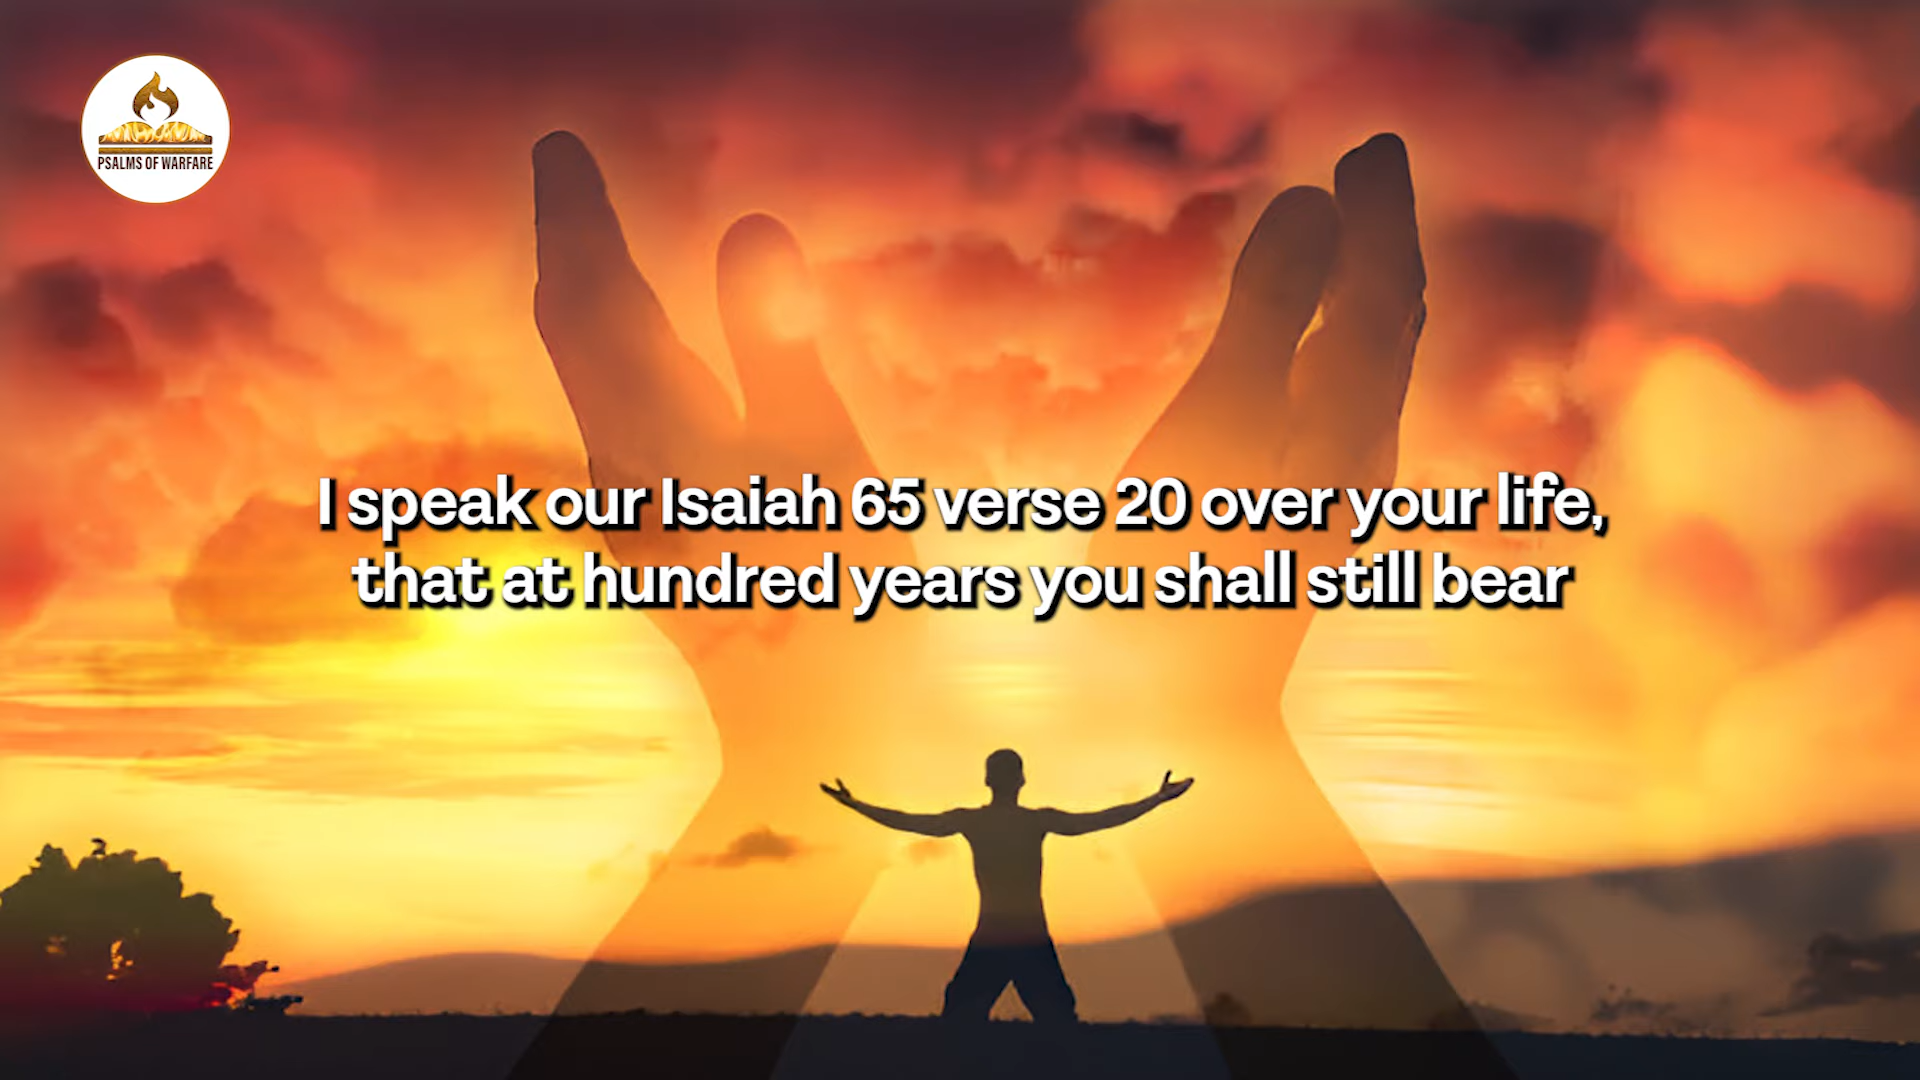 PSALMS OF WARFARE
I speak our Isaiah 65 verse 20 over your life,
that at hundred years you shall still bear